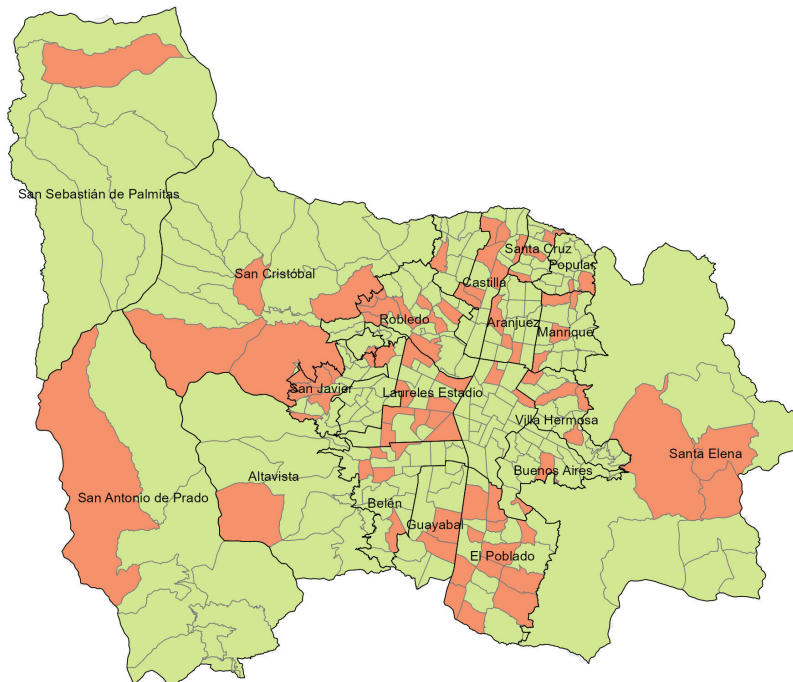 San Sebastián de Palmitas
San Cristóbal
Santa Cruz
Popular
Castilla
Robledo
Aranjuez
Manrique
San Javier
Laureles Estadio
Villa Hermosa
Santa Elena
Buenos Aires
Altavista
San Antonio de Prado
Belén
Guayabal
El Poblado